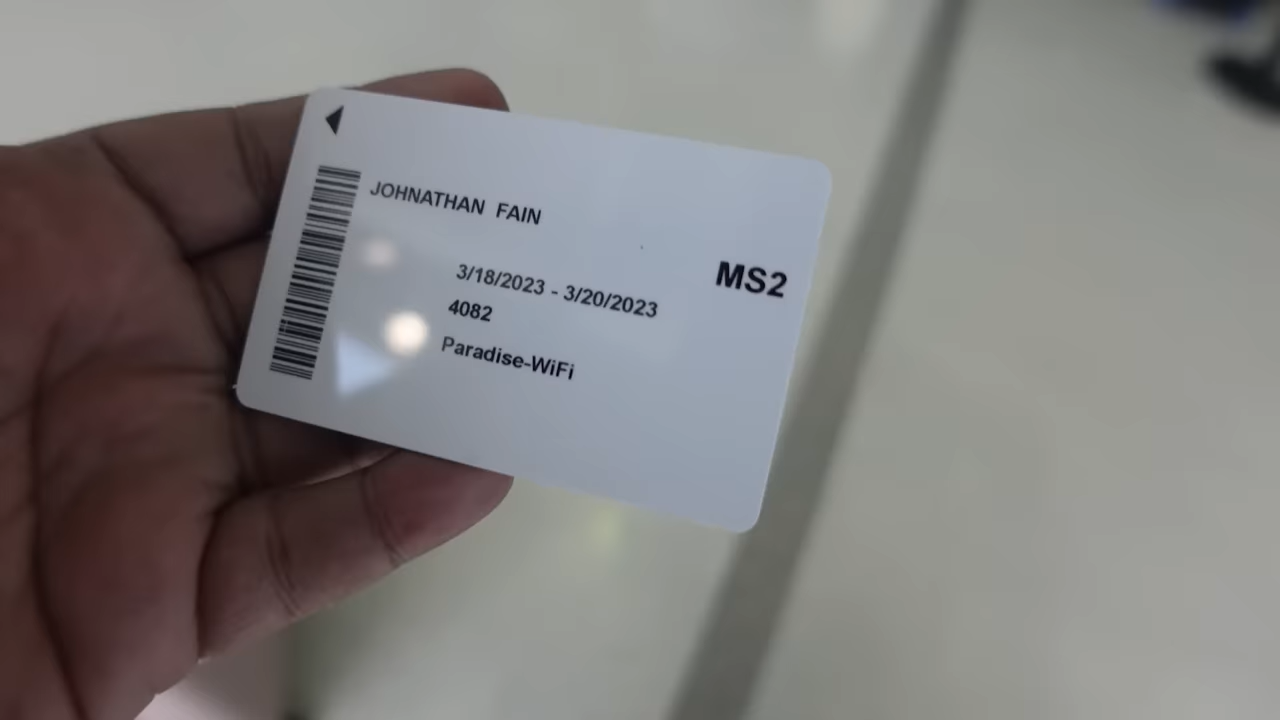 JOHNATHAN FAIN
MS2
3/18/2023 - 3/20/2023
4082
Paradise-WiFi